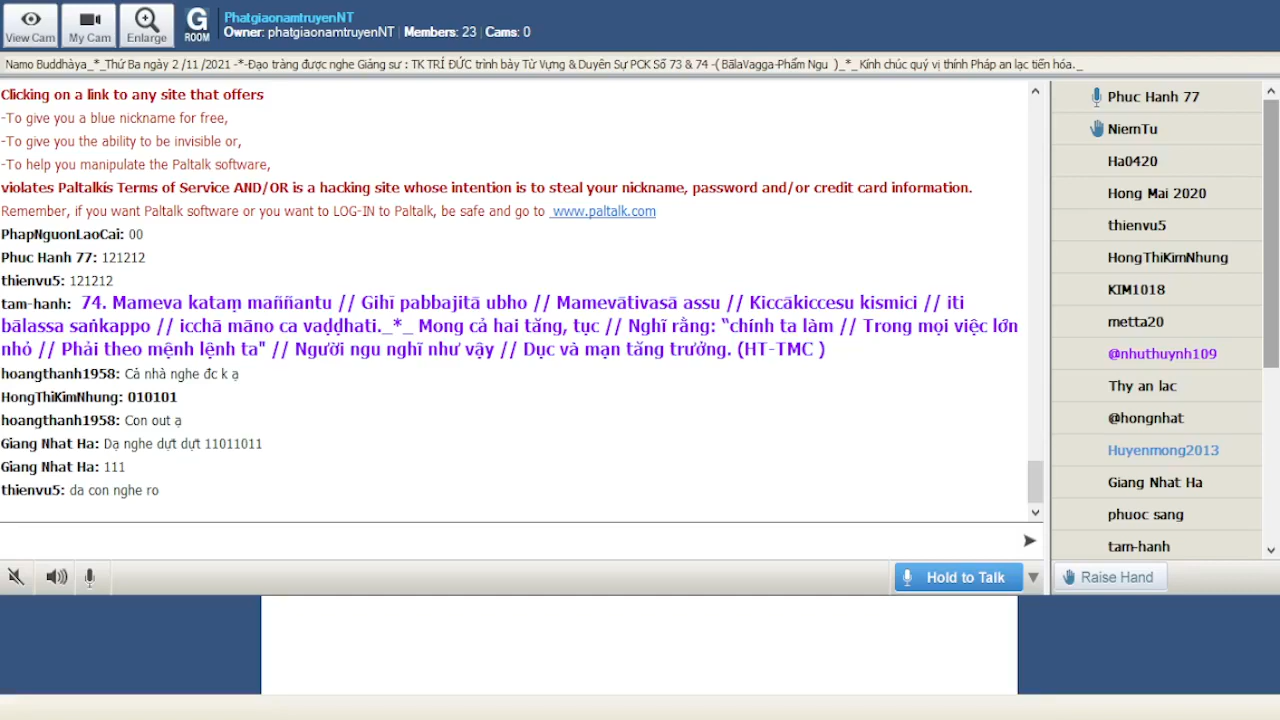 View Cam
My Cam
Enlarge
G
ROOM
PhatgiaonamtruyenNT
Owner: phatgiaonamtruyenNT | Members: 23 | Cams: 0
Namo Buddhàya_*_Thứ Ba ngày 2 /11 /2021 -*-Đạo tràng được nghe Giảng sư : TK TRÍ ĐỨC trình bày Từ Vựng & Duyên Sự PCK Số 73 & 74 -( BālaVagga-Phẩm Ngu )_*_ Kính chúc quý vị thính Pháp an lạc tiến hóa._
Clicking on a link to any site that offers
-To give you a blue nickname for free,
-To give you the ability to be invisible or,
-To help you manipulate the Paltalk software,
violates Paltalkís Terms of Service AND/OR is a hacking site whose intention is to steal your nickname, password and/or credit card information.
Remember, if you want Paltalk software or you want to LOG-IN to Paltalk, be safe and go to www.paltalk.com
PhapNguonLaoCai: 00
Phuc Hanh 77: 121212
thienvu5: 121212
tam-hanh: 74. Mameva kataṃ maññantu // Gihī pabbajitā ubho // Mamevātivasā assu // Kiccākiccesu kismici // iti
bālassa saṅkappo // icchā māno ca vaḍḍhati._*_ Mong cả hai tăng, tục // Nghĩ rằng: “chính ta làm // Trong mọi việc lớn
nhỏ // Phải theo mệnh lệnh ta" // Người ngu nghĩ như vậy // Dục và mạn tăng trưởng. (HT-TMC )
hoangthanh1958: Cả nhà nghe đc k ạ
HongThiKimNhung: 010101
hoangthanh1958: Con out ạ
Giang Nhat Ha: Dạ nghe dựt dựt 11011011
Giang Nhat Ha: 111
thienvu5: da con nghe ro
Hold to Talk
Phuc Hanh 77
NiemTu
Ha0420
Hong Mai 2020
thienvu5
HongThiKimNhung
KIM1018
metta20
@nhuthuynh109
Thy an lac
@hongnhat
Huyenmong2013
Giang Nhat Ha
phuoc sang
tam-hanh
Raise Hand